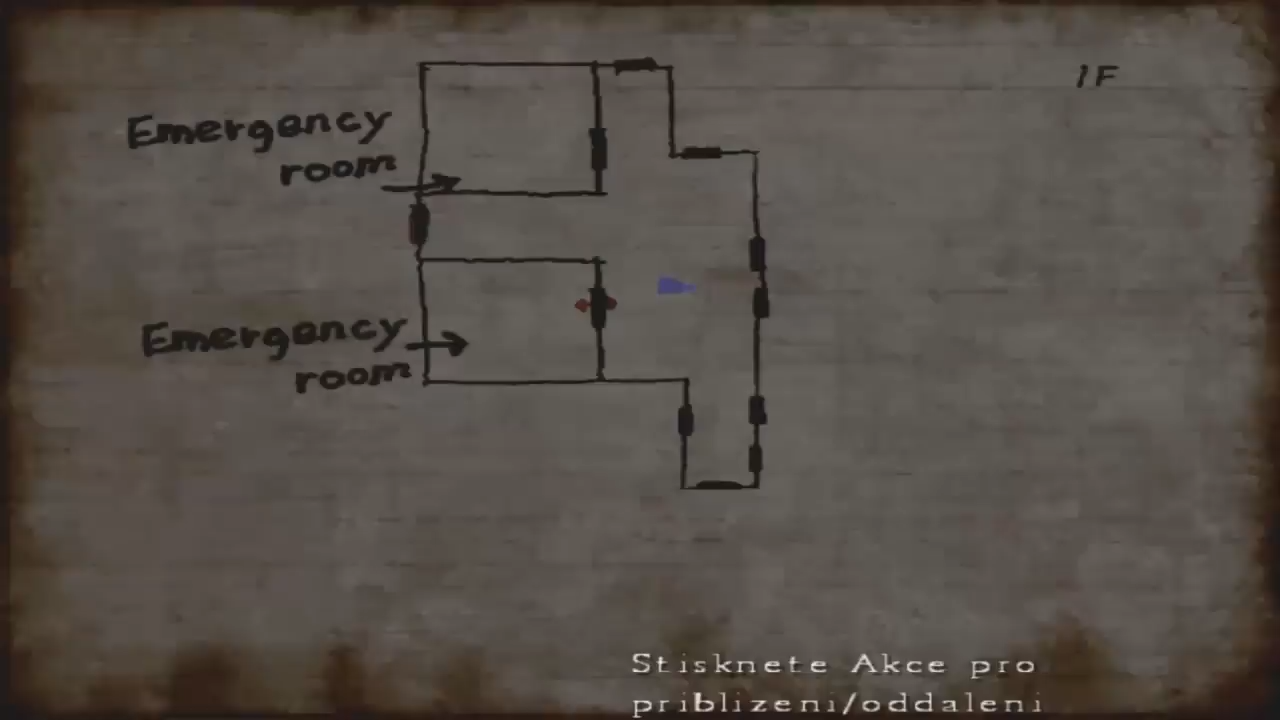 1F
Emergency
room
Emergency
room
Stisknete Akce pro
priblizeni/oddaleni